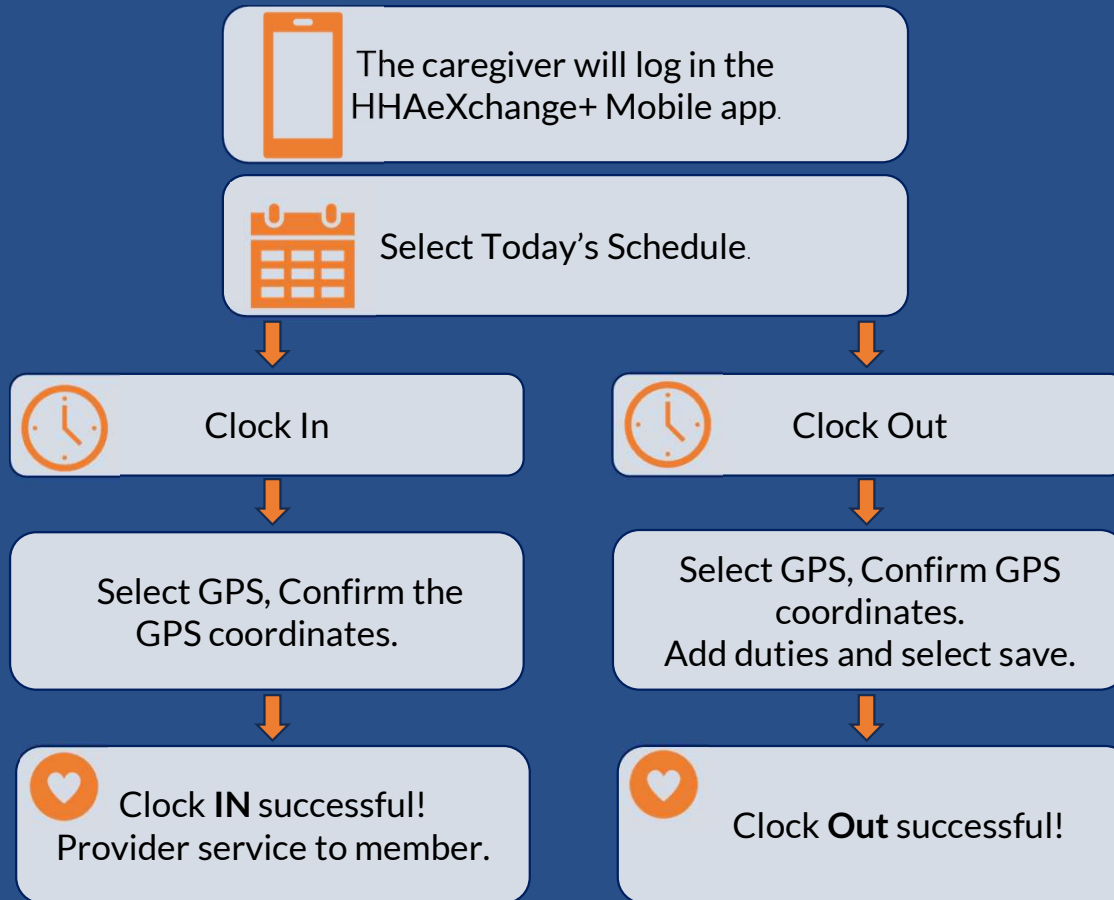 The caregiver will log in the
HHAeXchange+ Mobile app.
Select Today’s Schedule.
Clock In
Select GPS, Confirm the
GPS coordinates.
Clock IN successful!
Provider service to member.
Clock Out
Select GPS, Confirm GPS
coordinates.
Add duties and select save.
Clock Out successful!